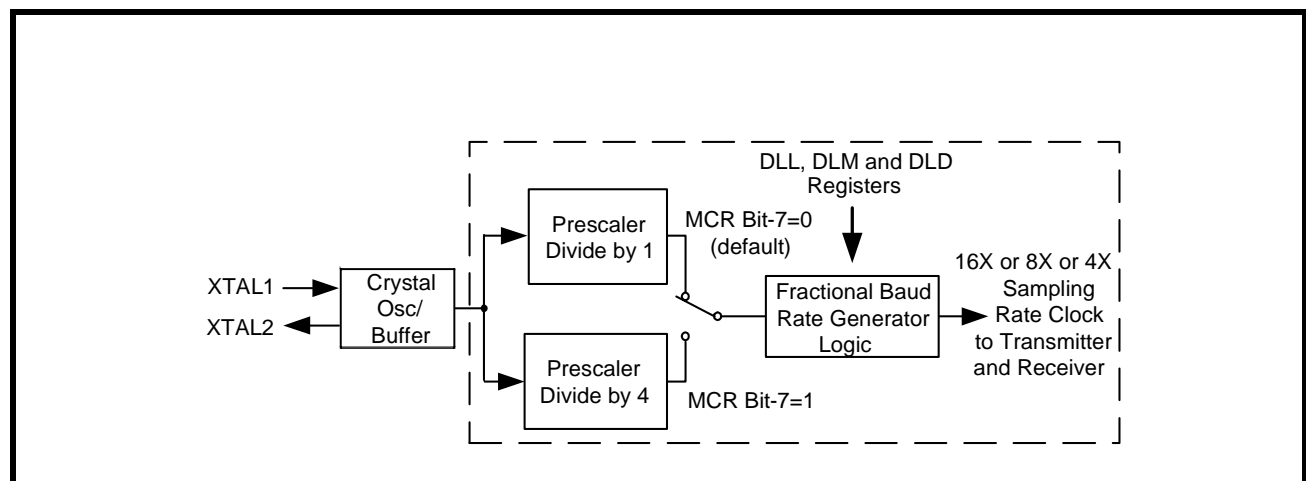 DLL, DLM and DLD
Registers
Prescaler
Divide by 1
MCR Bit-7=0
(default)
XTAL1
XTAL2
Crystal
Osc/
Buffer
Fractional Baud
Rate Generator
Logic
16X or 8X or 4X
Sampling
Rate Clock
to Transmitter
and Receiver
Prescaler
Divide by 4
MCR Bit-7=1